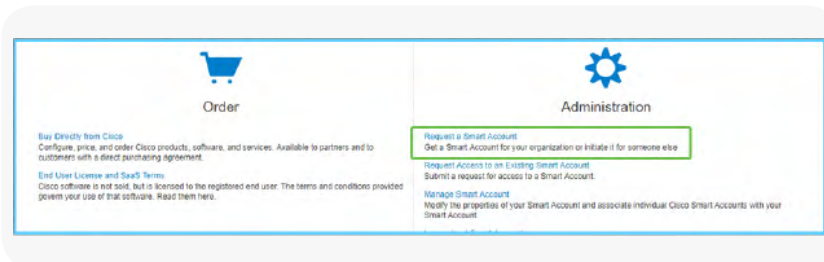 Order
Buy Directly from Cisco
Configure, price, and order Cisco products, software, and services. Available to partners and to
customers with a direct purchasing agreement.
End User License and SaaS Terms
Cisco software is not sold, but is licensed to the registered end user. The terms and conditions provided
govern your use of that software. Read them here.
Administration
Request a Smart Account
Get a Smart Account for your organization or initiate it for someone else
Request Access to an Existing Smart Account
Submit a request for access to a Smart Account.
Manage Smart Account
Modify the properties of your Smart Account and associate individual Cisco Smart Accounts with your
Smart Account